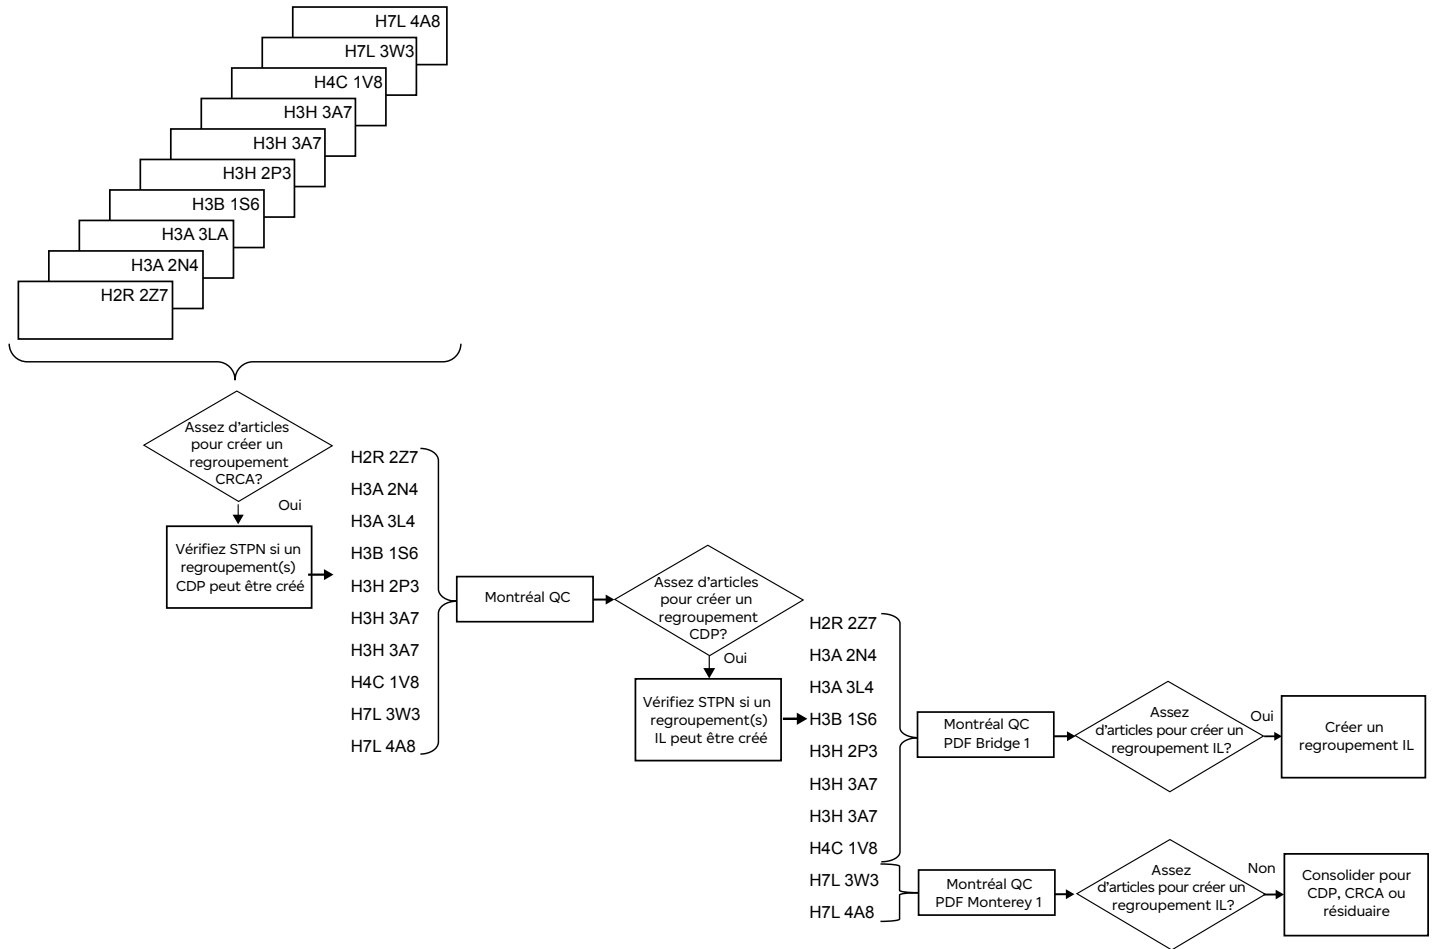 H7L 4A8
H7L 3W3
H4C 1V8
H3H 3A7
H3H 3A7
H3H 2P3
H3B 1S6
H3A 3LA
H3A 2N4
H2R 2Z7
Assez d'articles
pour créer un
regroupement
CRCA?
Oui
Vérifiez STPN si un
regroupement(s)
CDP peut être créé
H2R 2Z7
H3A 2N4
H3A 3L4
H3B 1S6
H3H 2P3
H3H 3A7
H3H 3A7
H4C 1V8
H7L 3W3
H7L 4A8
Montréal QC
Assez d'articles
pour créer un
regroupement
CDP?
Oui
Vérifiez STPN si un
regroupement(s)
IL peut être créé
H2R 2Z7
H3A 2N4
H3A 3L4
H3B 1S6
H3H 2P3
H3H 3A7
H3H 3A7
H4C 1V8
H7L 3W3
H7L 4A8
Montréal QC
PDF Bridge 1
Assez
d'articles pour créer un
regroupement IL?
Oui
Créer un
regroupement IL
Montréal QC
PDF Monterey 1
Assez
d'articles pour créer un
regroupement IL?
Non
Consolider pour
CDP, CRCA ou
résiduaire